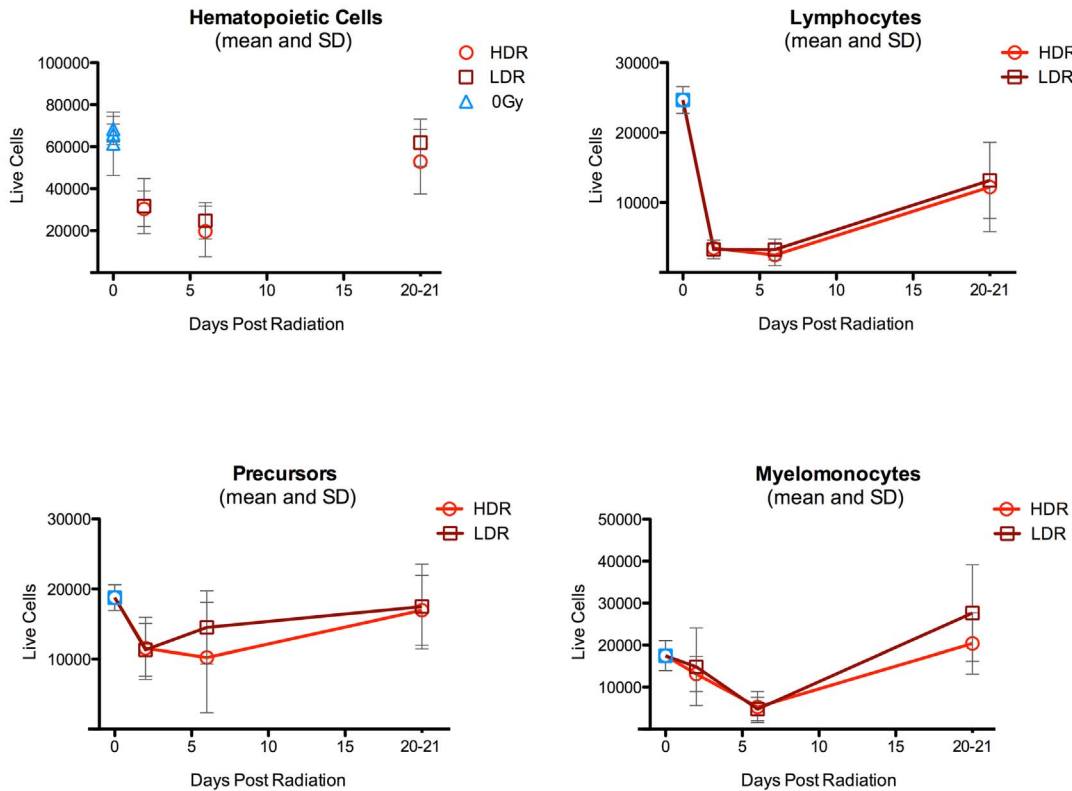 Hematopoietic Cells
(mean and SD)
HDR
LDR
0Gy
100000
80000
60000
40000
20000
Live Cells
0
5
10
15
20-21
Days Post Radiation
Lymphocytes
(mean and SD)
HDR
LDR
30000
20000
10000
Live Cells
0
5
10
15
20-21
Days Post Radiation
Precursors
(mean and SD)
HDR
LDR
30000
20000
10000
Live Cells
0
5
10
15
20-21
Days Post Radiation
Myelomonocytes
(mean and SD)
HDR
LDR
50000
40000
30000
20000
10000
Live Cells
0
5
10
15
20-21
Days Post Radiation